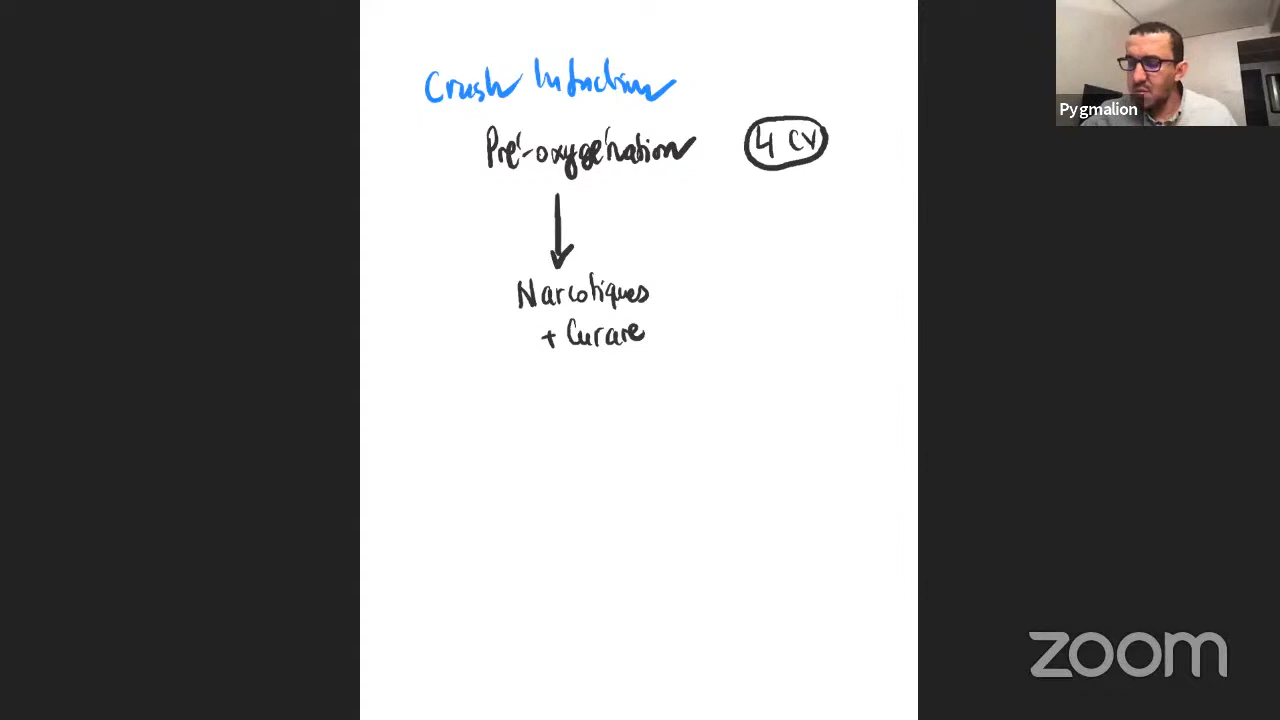 Crush Induction
Pré-oxygénation
4 CV
Narcotiques
+ Curare
Pygmalion
zoom